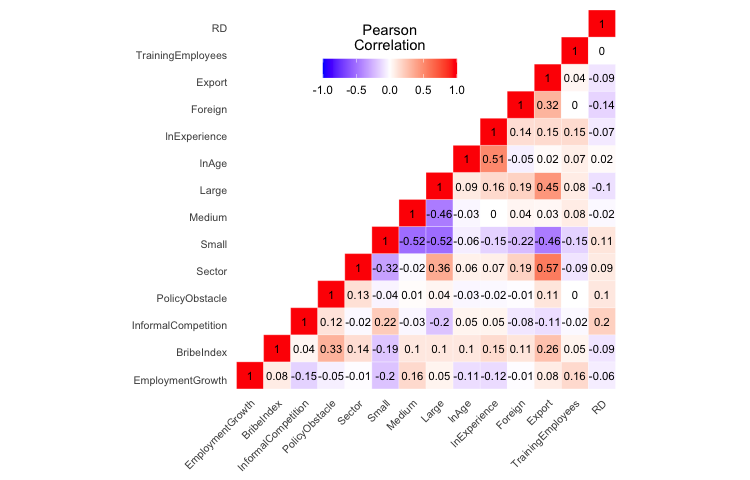 Pearson
Correlation
-1.0 -0.5 0.0 0.5 1.0
RD 1
TrainingEmployees 1 0
Export 1 0.04 -0.09
Foreign 1 0.32 0 -0.14
lnExperience 1 0.14 0.15 0.15 -0.07
lnAge 1 0.51 -0.05 0.02 0.07 0.02
Large 1 0.09 0.16 0.19 0.45 0.08 -0.1
Medium 1 -0.46 -0.03 0 0.04 0.03 0.08 -0.02
Small 1 -0.52 -0.52 -0.06 -0.15 -0.22 -0.46 -0.15 0.11
Sector 1 -0.32 -0.02 0.36 0.06 0.07 0.19 0.57 -0.09 0.09
PolicyObstacle 1 0.13 -0.04 0.01 0.04 -0.03 -0.02 -0.01 0.11 0 0.1
InformalCompetition 1 0.12 -0.02 0.22 -0.03 -0.2 0.05 0.05 -0.08 -0.11 -0.02 0.2
BribeIndex 1 0.04 0.33 0.14 -0.19 0.1 0.1 0.1 0.15 0.11 0.26 0.05 -0.09
EmploymentGrowth 1 0.08 -0.15 -0.05 -0.01 -0.2 0.16 0.05 -0.11 -0.12 -0.01 0.08 0.16 -0.06
EmploymentGrowth
BribeIndex
InformalCompetition
PolicyObstacle
Sector
Small
Medium
Large
lnAge
lnExperience
Foreign
Export
TrainingEmployees
RD